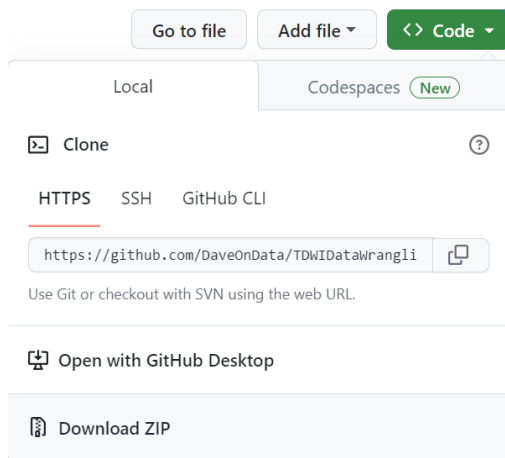 Go to file Add file <> Code
Local Codespaces New
Clone
HTTPS SSH GitHub CLI
https://github.com/DaveOnData/TDWIDataWrangli
Use Git or checkout with SVN using the web URL.
Open with GitHub Desktop
Download ZIP